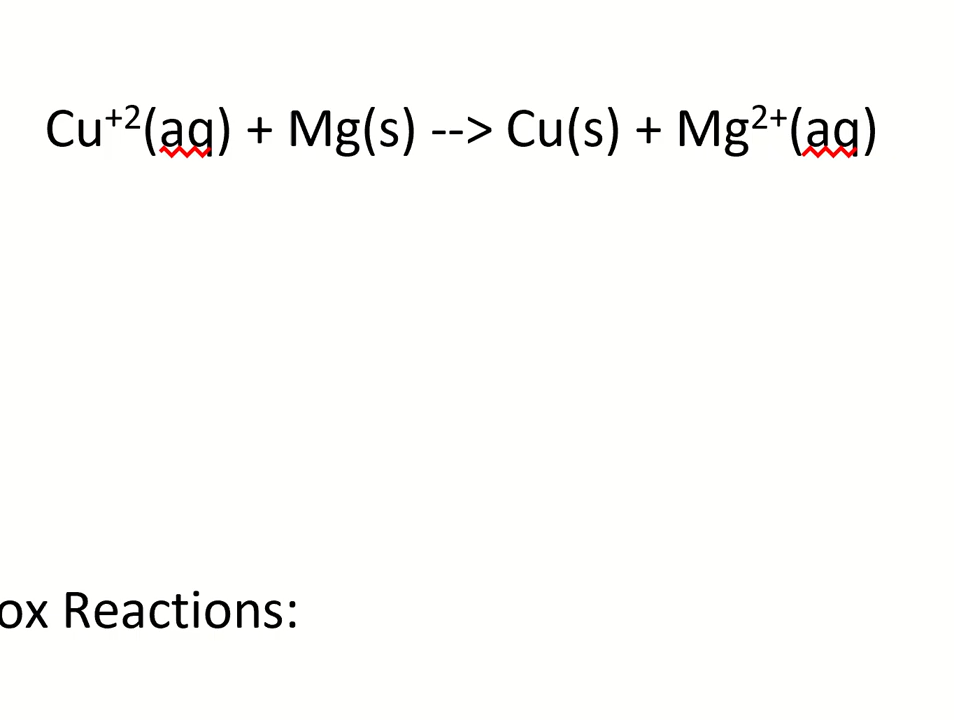 Cu⁺²(aq) + Mg(s) --> Cu(s) + Mg²⁺(aq)
ox Reactions: